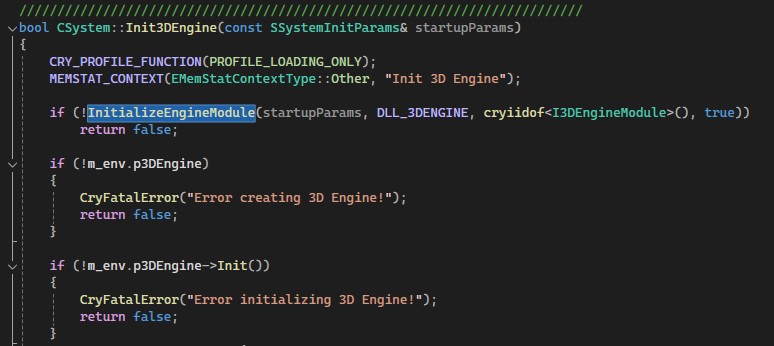 ///////////////////////////////////////////////////////////////////////////
bool CSystem::Init3DEngine(const SSystemInitParams& startupParams)
{
CRY_PROFILE_FUNCTION(PROFILE_LOADING_ONLY);
MEMSTAT_CONTEXT(EMemStatContextType::Other, "Init 3D Engine");
if (!InitializeEngineModule(startupParams, DLL_3DENGINE, cryiidof<I3DEngineModule>(), true))
return false;
if (!m_env.p3DEngine)
{
CryFatalError("Error creating 3D Engine!");
return false;
}
if (!m_env.p3DEngine->Init())
{
CryFatalError("Error initializing 3D Engine!");
return false;
}